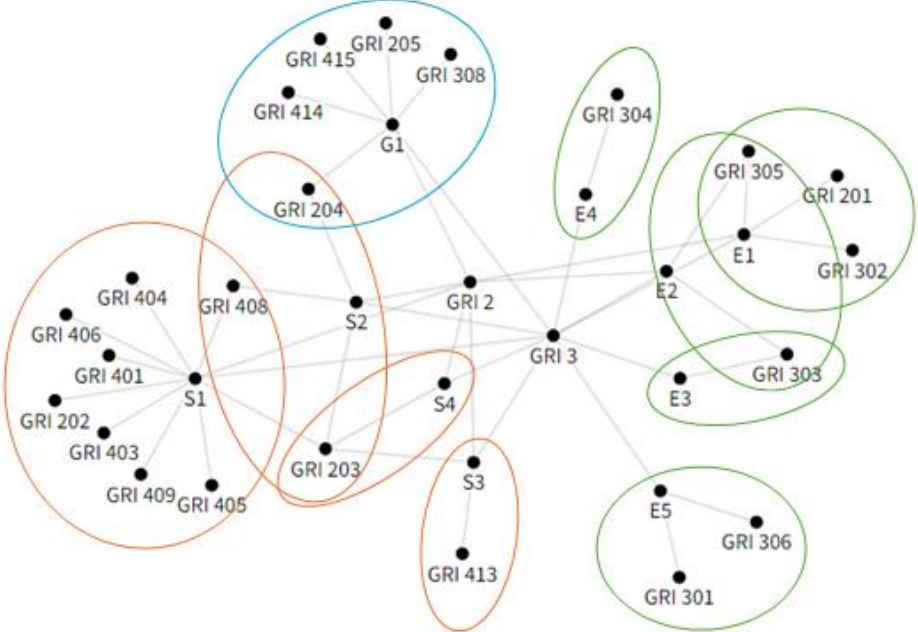 GRI 205
GRI 415
GRI 308
GRI 414
GRI 304
G1
GRI 305
GRI 201
GRI 204
E4
E1
GRI 302
GRI 404
GRI 408
GRI 2
E2
GRI 406
S2
GRI 3
GRI 401
S1
S4
E3
GRI 303
GRI 202
GRI 403
GRI 203
S3
GRI 409
GRI 405
E5
GRI 306
GRI 413
GRI 301